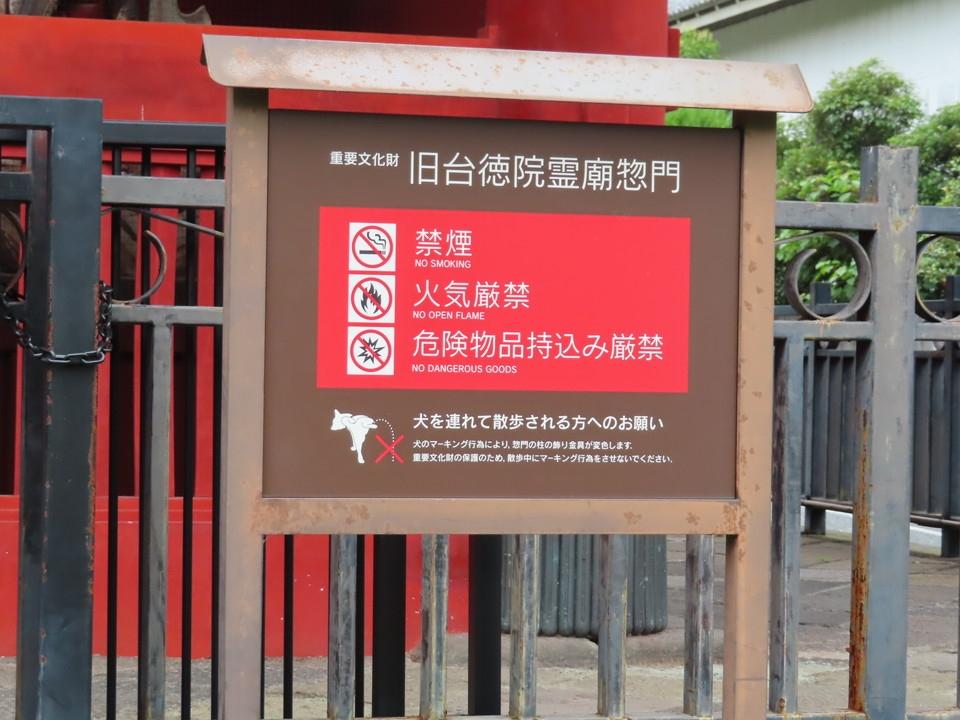 重要文化財 旧台徳院霊廟惣門
禁煙
NO SMOKING
火気厳禁
NO OPEN FLAME
危険物品持込み厳禁
NO DANGEROUS GOODS
犬を連れて散歩される方へのお願い
犬のマーキング行為により、惣門の柱の飾り金具が変色します。
重要文化財の保護のため、散歩中にマーキング行為をさせないでください。